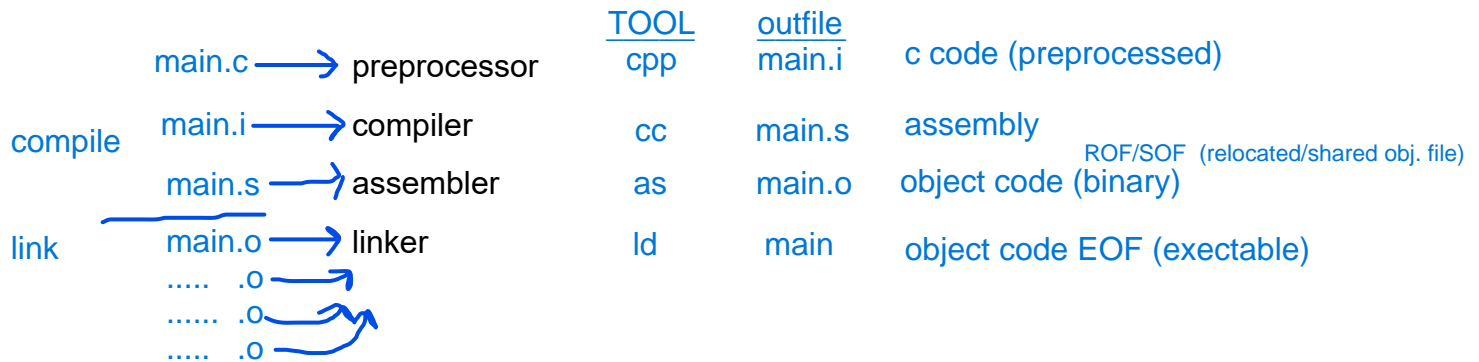 TOOL outfile
main.c preprocessor cpp main.i c code (preprocessed)
compile main.i compiler cc main.s assembly
ROF/SOF (relocated/shared obj. file)
main.s assembler as main.o object code (binary)
link main.o linker ld main object code EOF (exectable)
..... .o
...... .o
..... .o